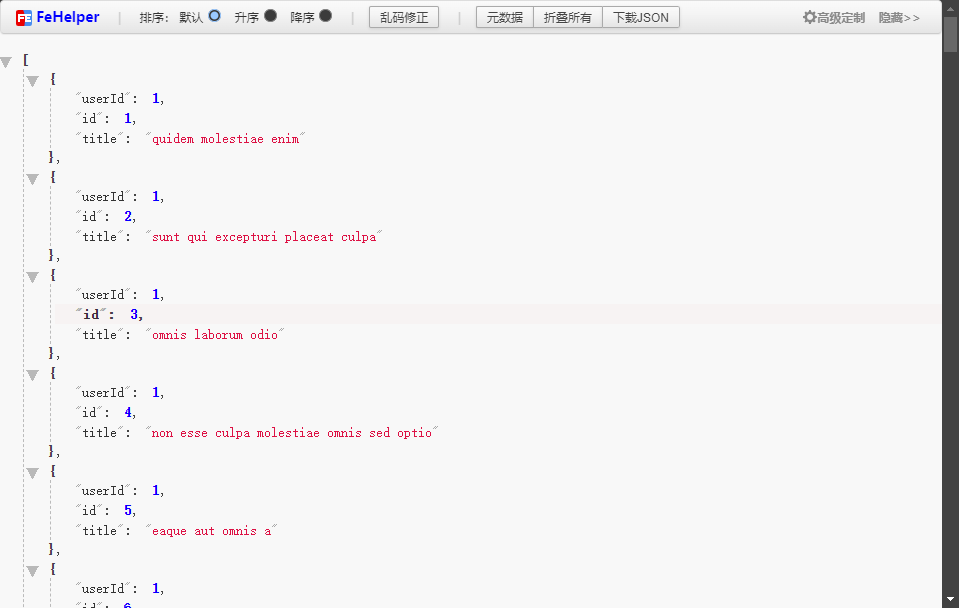 FE FeHelper | 排序: 默认 升序 降序 | 乱码修正 | 元数据 折叠所有 下载JSON 高级定制 隐藏>>
[
{
"userId": 1,
"id": 1,
"title": "quidem molestiae enim"
},
{
"userId": 1,
"id": 2,
"title": "sunt qui excepturi placeat culpa"
},
{
"userId": 1,
"id": 3,
"title": "omnis laborum odio"
},
{
"userId": 1,
"id": 4,
"title": "non esse culpa molestiae omnis sed optio"
},
{
"userId": 1,
"id": 5,
"title": "eaque aut omnis a"
},
{
"userId": 1,
"id": 6,